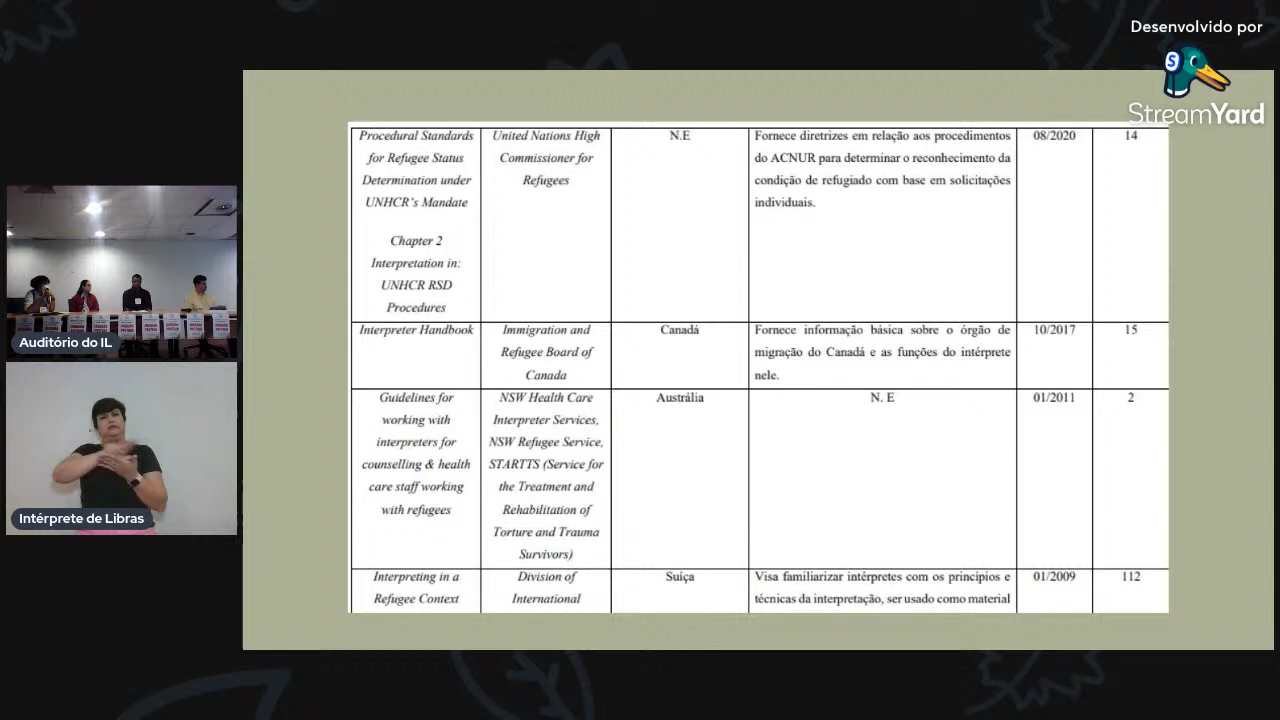 Desenvolvido por
StreamYard
Procedural Standards
for Refugee Status
Determination under
UNHCR's Mandate
Chapter 2
Interpretation in:
UNHCR RSD
Procedures
United Nations High
Commissioner for
Refugees
N.E
Fornece diretrizes em relação aos procedimentos
do ACNUR para determinar o reconhecimento da
condição de refugiado com base em solicitações
individuais.
08/2020
14
Interpreter Handbook
Immigration and
Refugee Board of
Canada
Canadá
Fornece informação básica sobre o órgão de
migração do Canadá e as funções do intérprete
nele.
10/2017
15
Guidelines for
working with
interpreters for
counselling & health
care staff working
with refugees
NSW Health Care
Interpreter Services,
NSW Refugee Service,
STARTTS (Service for
the Treatment and
Rehabilitation of
Torture and Trauma
Survivors)
Austrália
N. E
01/2011
2
Interpreting in a
Refugee Context
Division of
International
Suíça
Visa familiarizar intérpretes com os princípios e
técnicas da interpretação, ser usado como material
01/2009
112
Auditório do IL
Intérprete de Libras